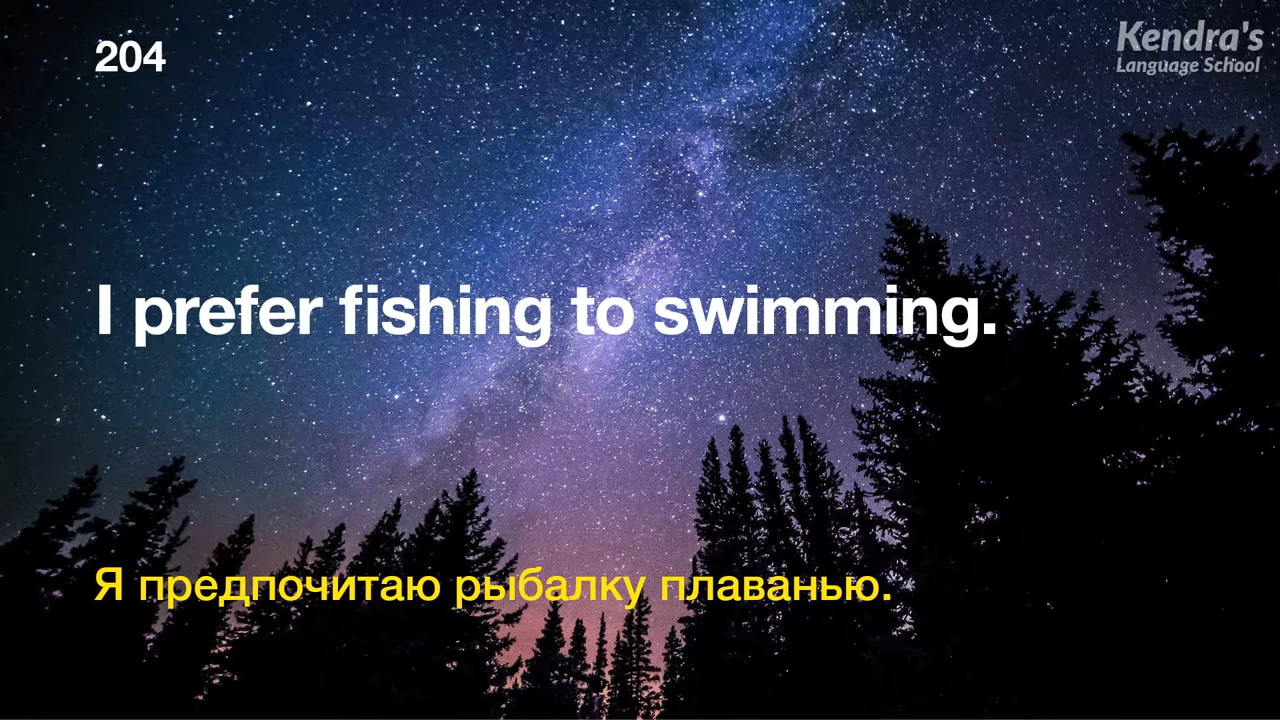 204
Kendra's
Language School
I prefer fishing to swimming.
Я предпочитаю рыбалку плаванью.